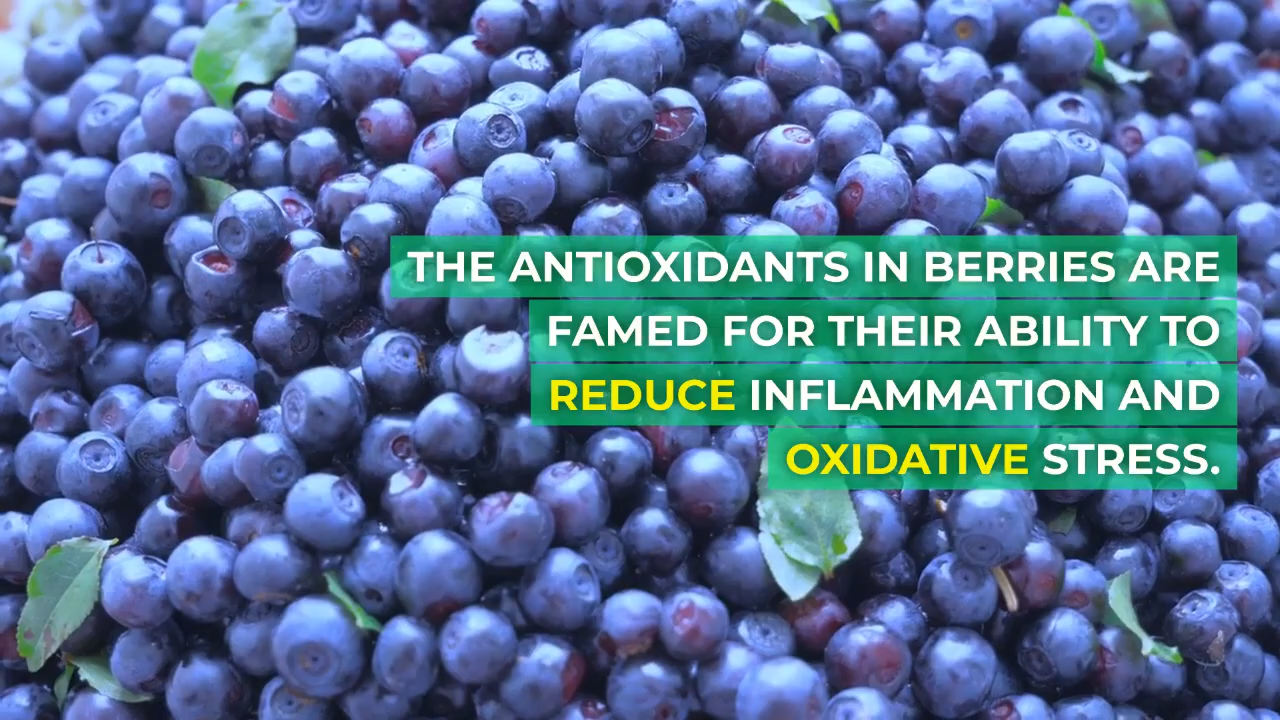 THE ANTIOXIDANTS IN BERRIES ARE
FAMED FOR THEIR ABILITY TO
REDUCE INFLAMMATION AND
OXIDATIVE STRESS.